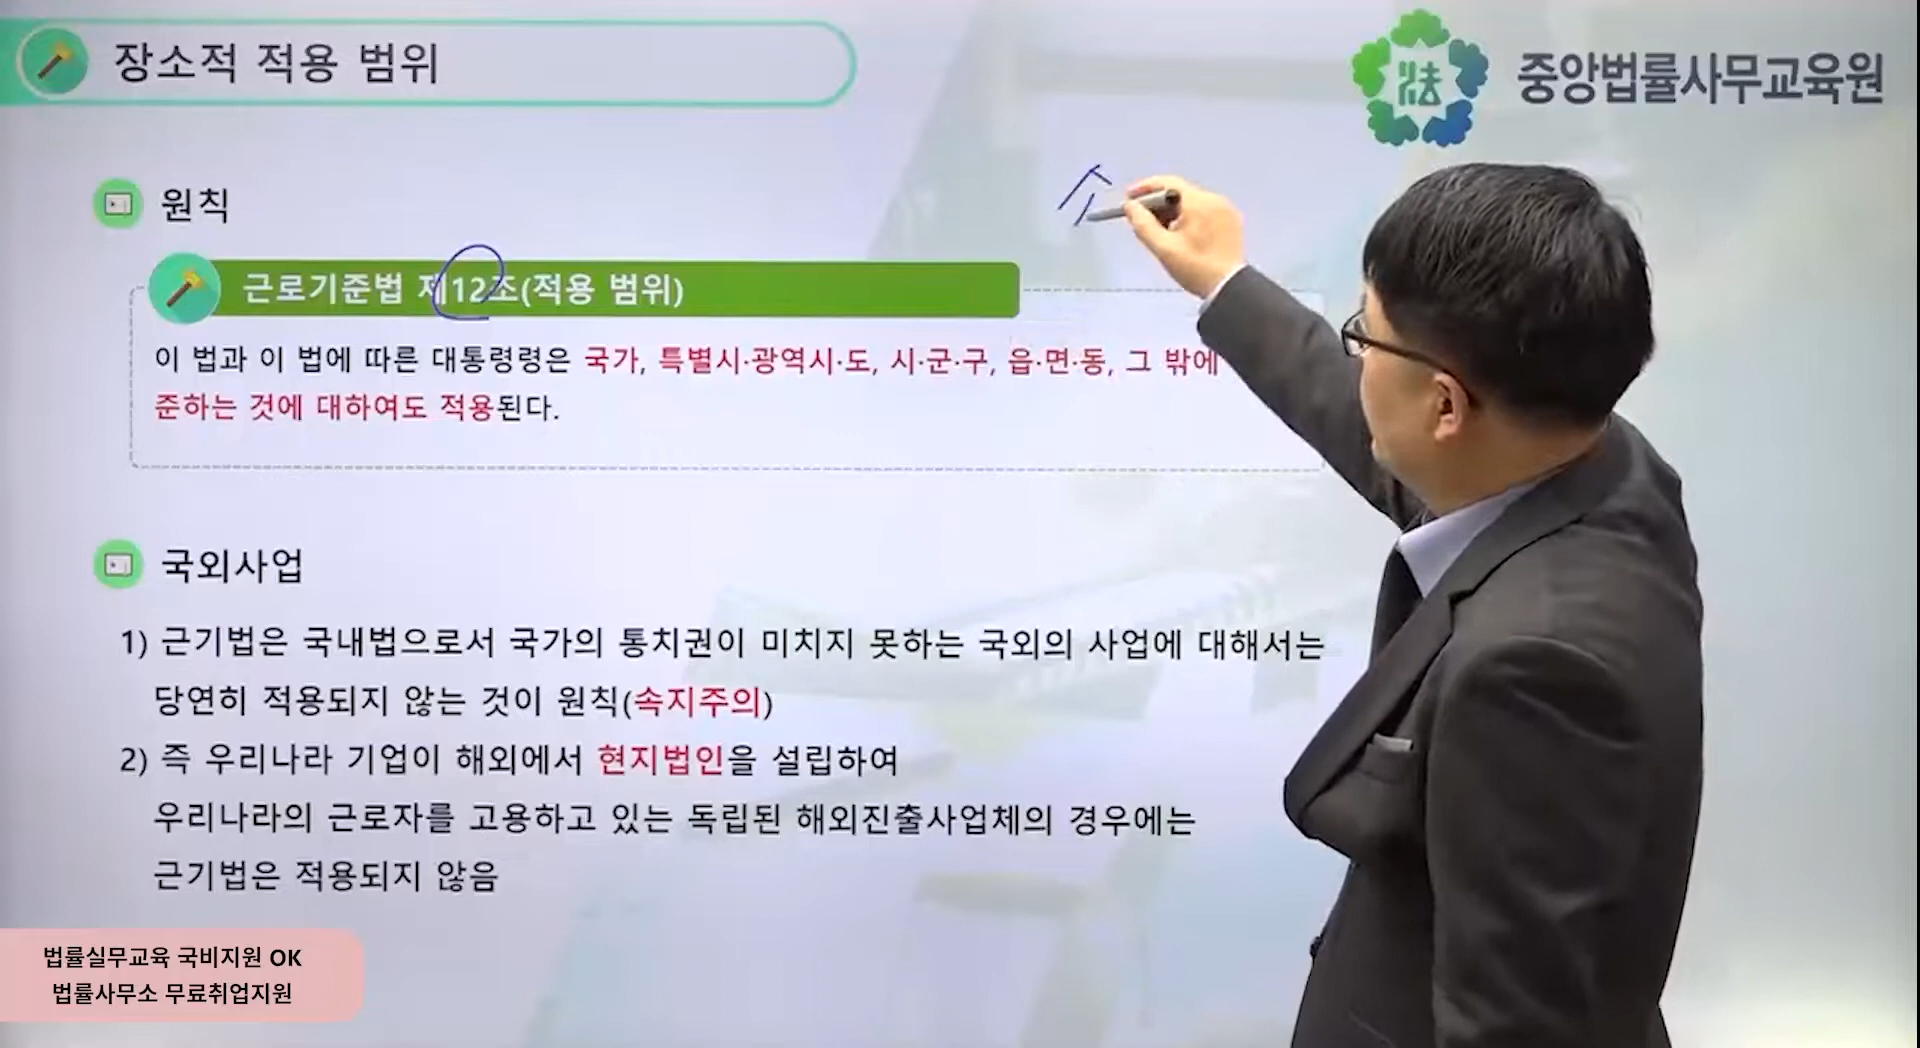 장소적 적용 범위
法
중앙법률사무교육원
원칙
근로기준법 제12조(적용 범위)
이 법과 이 법에 따른 대통령령은 국가, 특별시·광역시·도, 시·군·구, 읍·면·동, 그 밖에
준하는 것에 대하여도 적용된다.
국외사업
1) 근기법은 국내법으로서 국가의 통치권이 미치지 못하는 국외의 사업에 대해서는
당연히 적용되지 않는 것이 원칙(속지주의)
2) 즉 우리나라 기업이 해외에서 현지법인을 설립하여
우리나라의 근로자를 고용하고 있는 독립된 해외진출사업체의 경우에는
근기법은 적용되지 않음
법률실무교육 국비지원 OK
법률사무소 무료취업지원